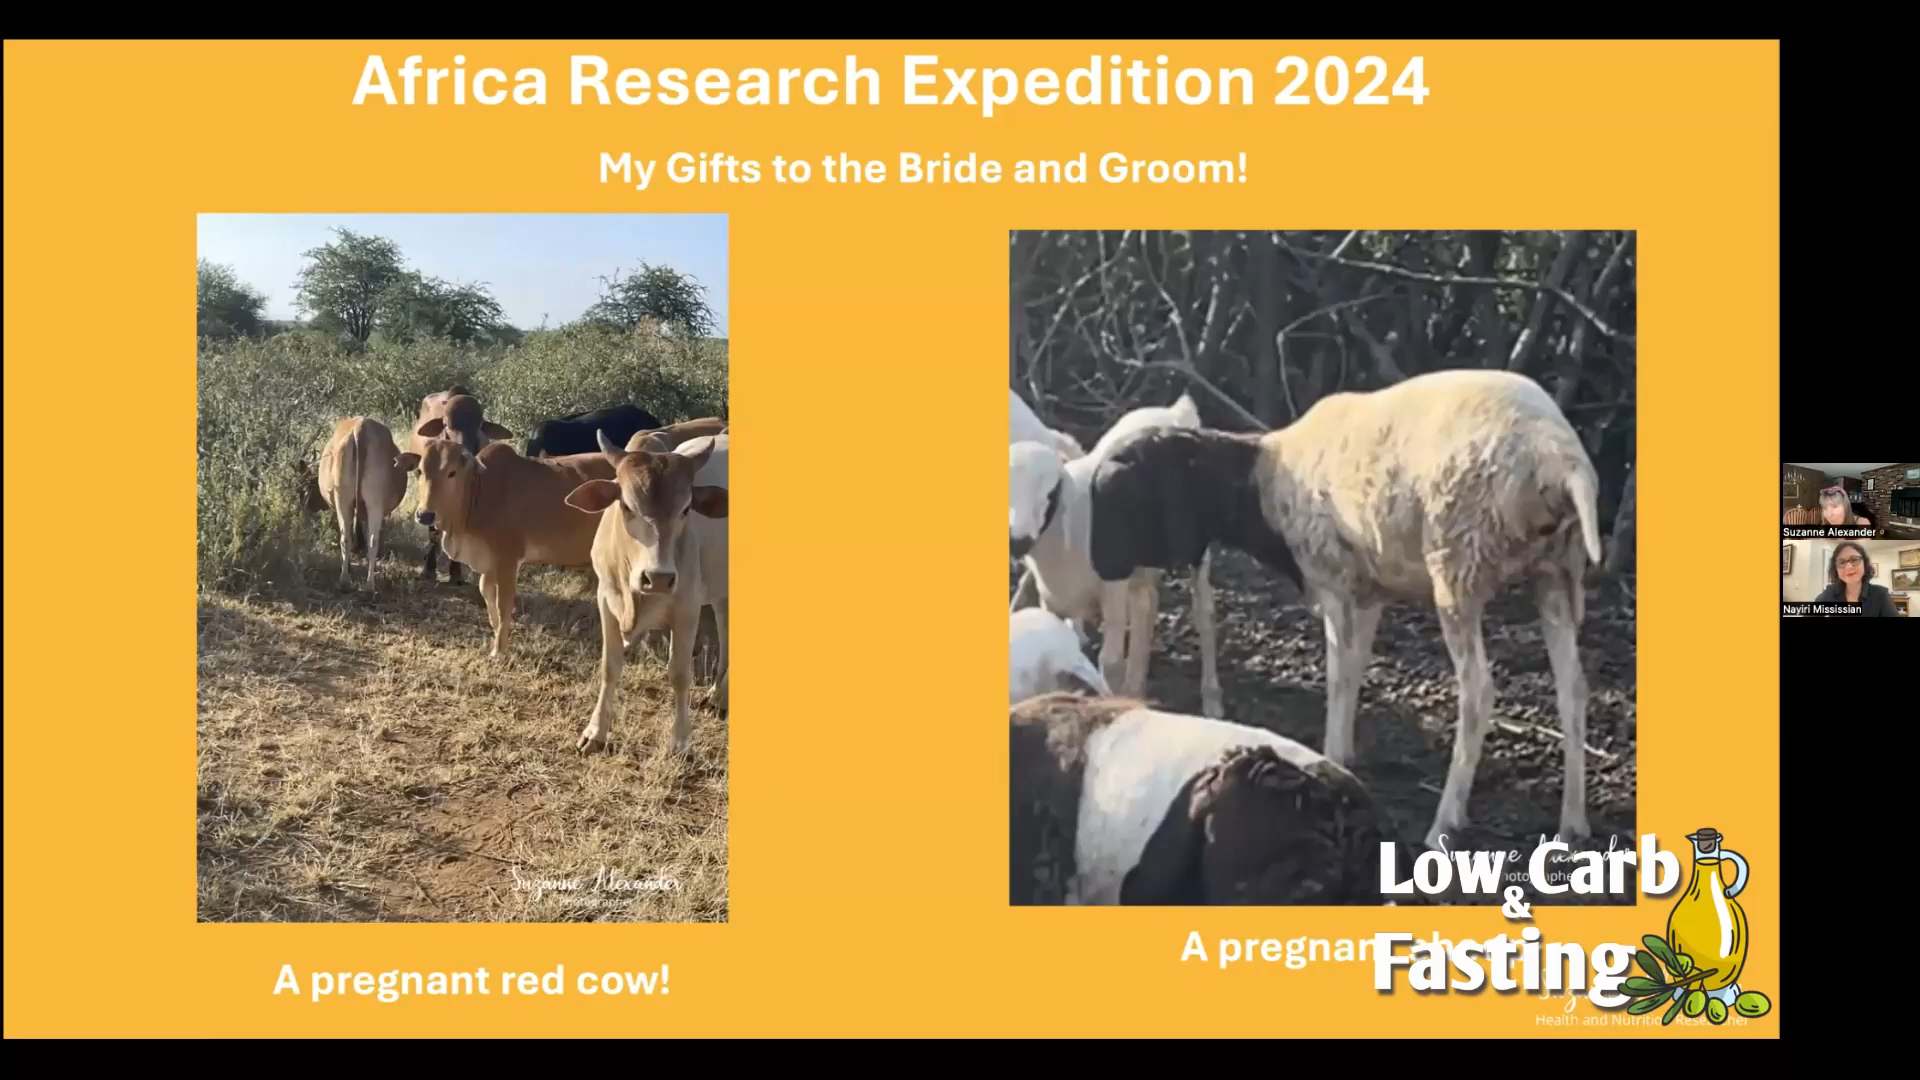 Africa Research Expedition 2024
My Gifts to the Bride and Groom!
Suzanne Alexander
Photographer
A pregnant red cow!
Suzanne Alexander
A pregnant
Low Carb
&
Fasting
Health and Nutrition Researcher
Suzanne Alexander
Nayiri Mississian